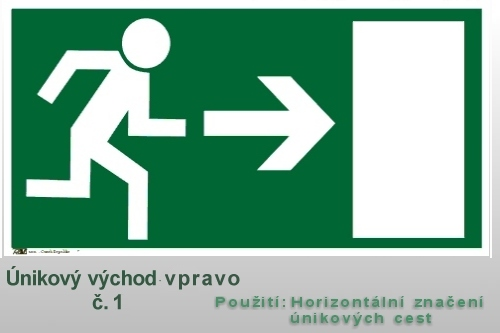 Únikový východ vpravo
č.1
Použití: Horizontální značení
únikových cest